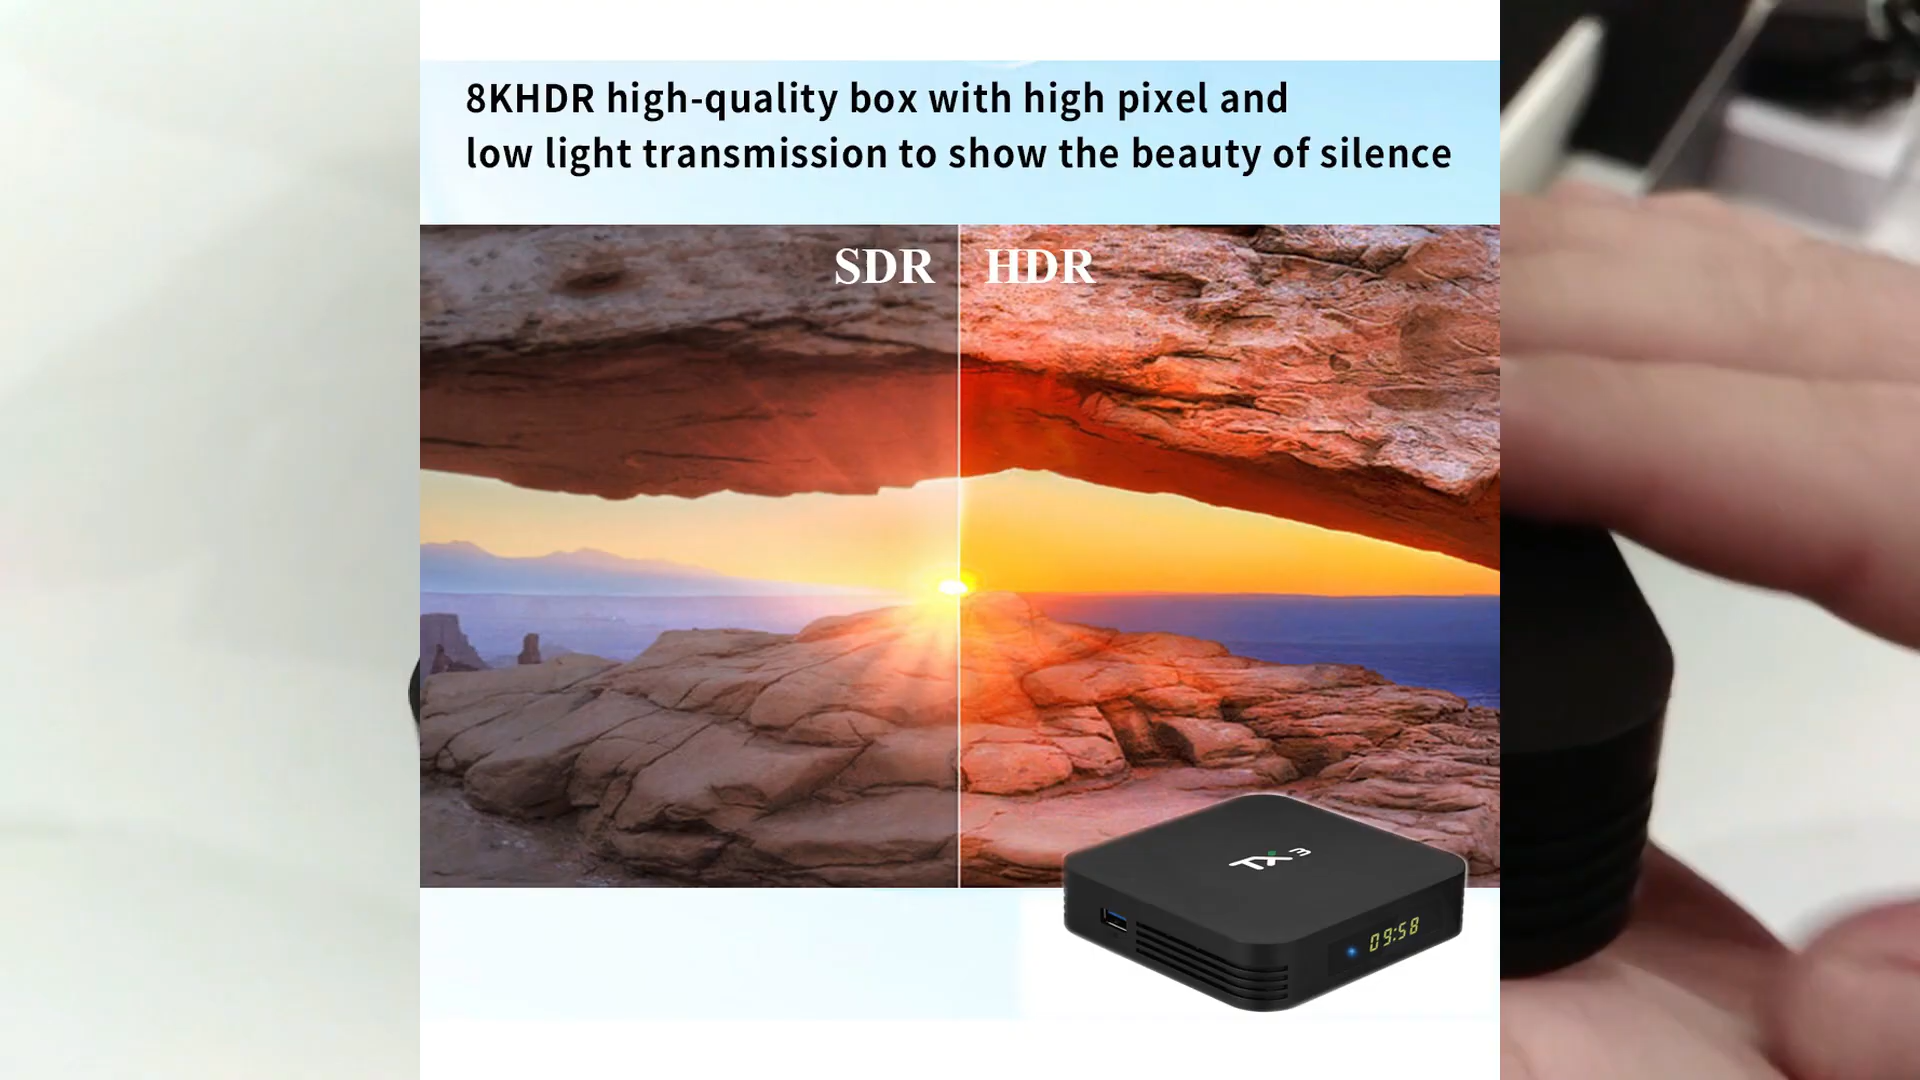 8KHDR high-quality box with high pixel and
low light transmission to show the beauty of silence
SDR HDR
TX3
09:58